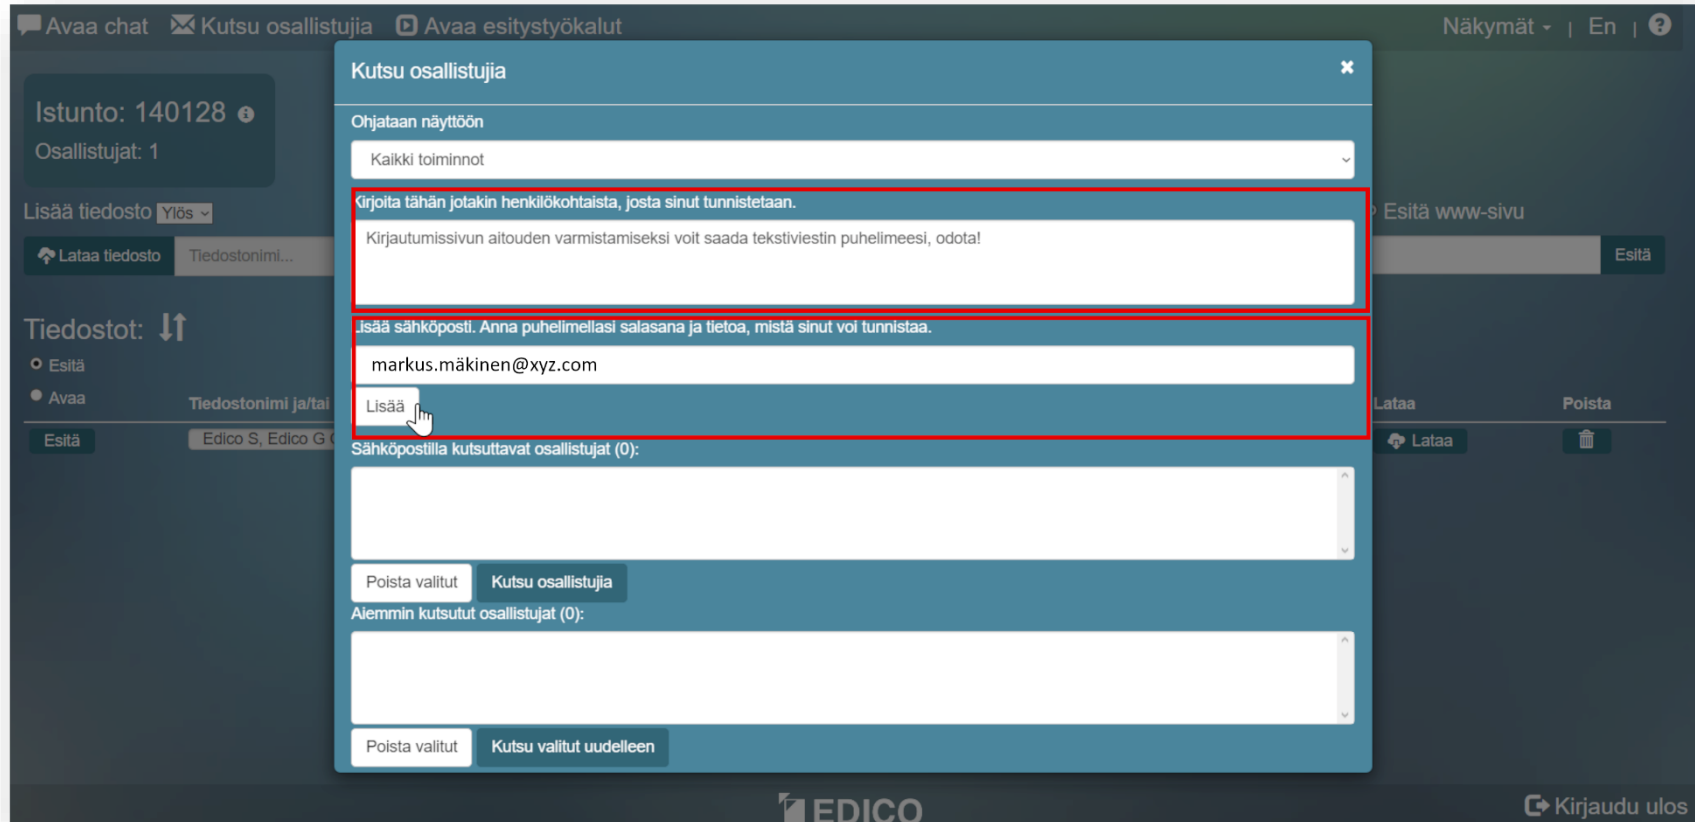 Avaa chat Kutsu osallistujia Avaa esitystyökalut Näkymät | En | ?
Kutsu osallistujia
Istunto: 140128
Osallistujat: 1
Ohjataan näyttöön
Kaikki toiminnot
Lisää tiedosto Ylös
Kirjoita tähän jotakin henkilökohtaista, josta sinut tunnistetaan.
Esitä www-sivu
Kirjautumissivun aitouden varmistamiseksi voit saada tekstiviestin puhelimeesi, odota!
Lataa tiedosto Tiedostonimi... Esitä
Tiedostot:
Lisää sähköposti. Anna puhelimellasi salasana ja tietoa, mistä sinut voi tunnistaa.
Esitä
markus.mäkinen@xyz.com
Avaa
Tiedostonimi ja/tai Lataa Poista
Lisää
Esitä Edico S, Edico G Lataa
Sähköpostilla kutsuttavat osallistujat (0):
Poista valitut Kutsu osallistujia
Aiemmin kutsutut osallistujat (0):
Poista valitut Kutsu valitut uudelleen
EDICO
Kirjaudu ulos